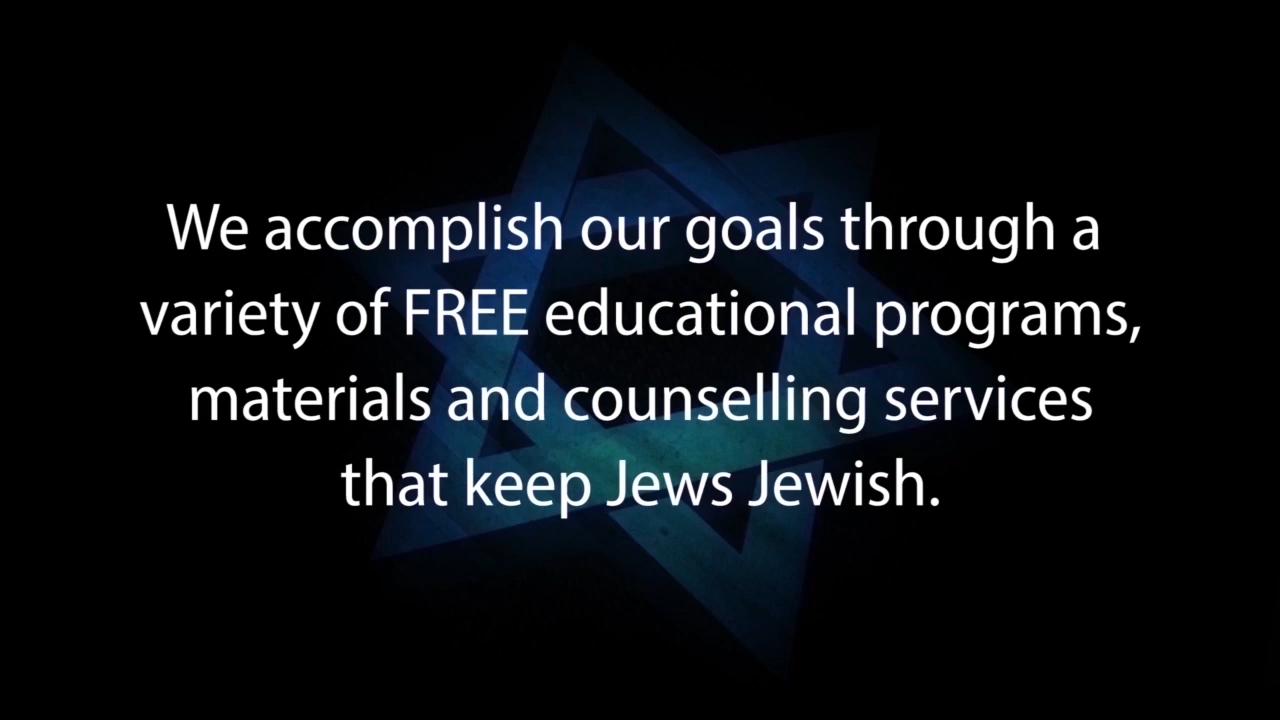 We accomplish our goals through a
variety of FREE educational programs,
materials and counselling services
that keep Jews Jewish.